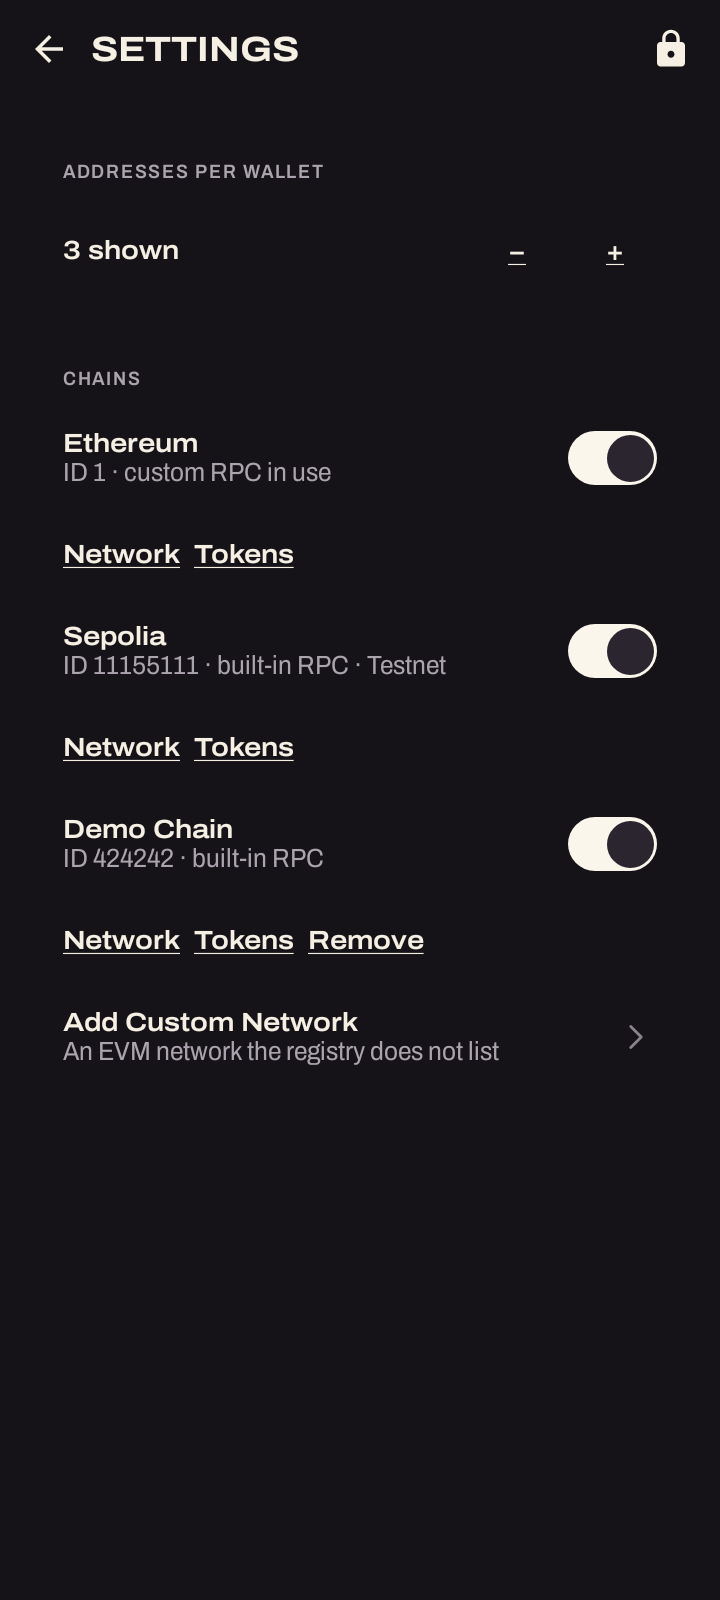 SETTINGS
ADDRESSES PER WALLET
3 shown − +
CHAINS
Ethereum
ID 1 · custom RPC in use
Network Tokens
Sepolia
ID 11155111 · built-in RPC · Testnet
Network Tokens
Demo Chain
ID 424242 · built-in RPC
Network Tokens Remove
Add Custom Network
An EVM network the registry does not list